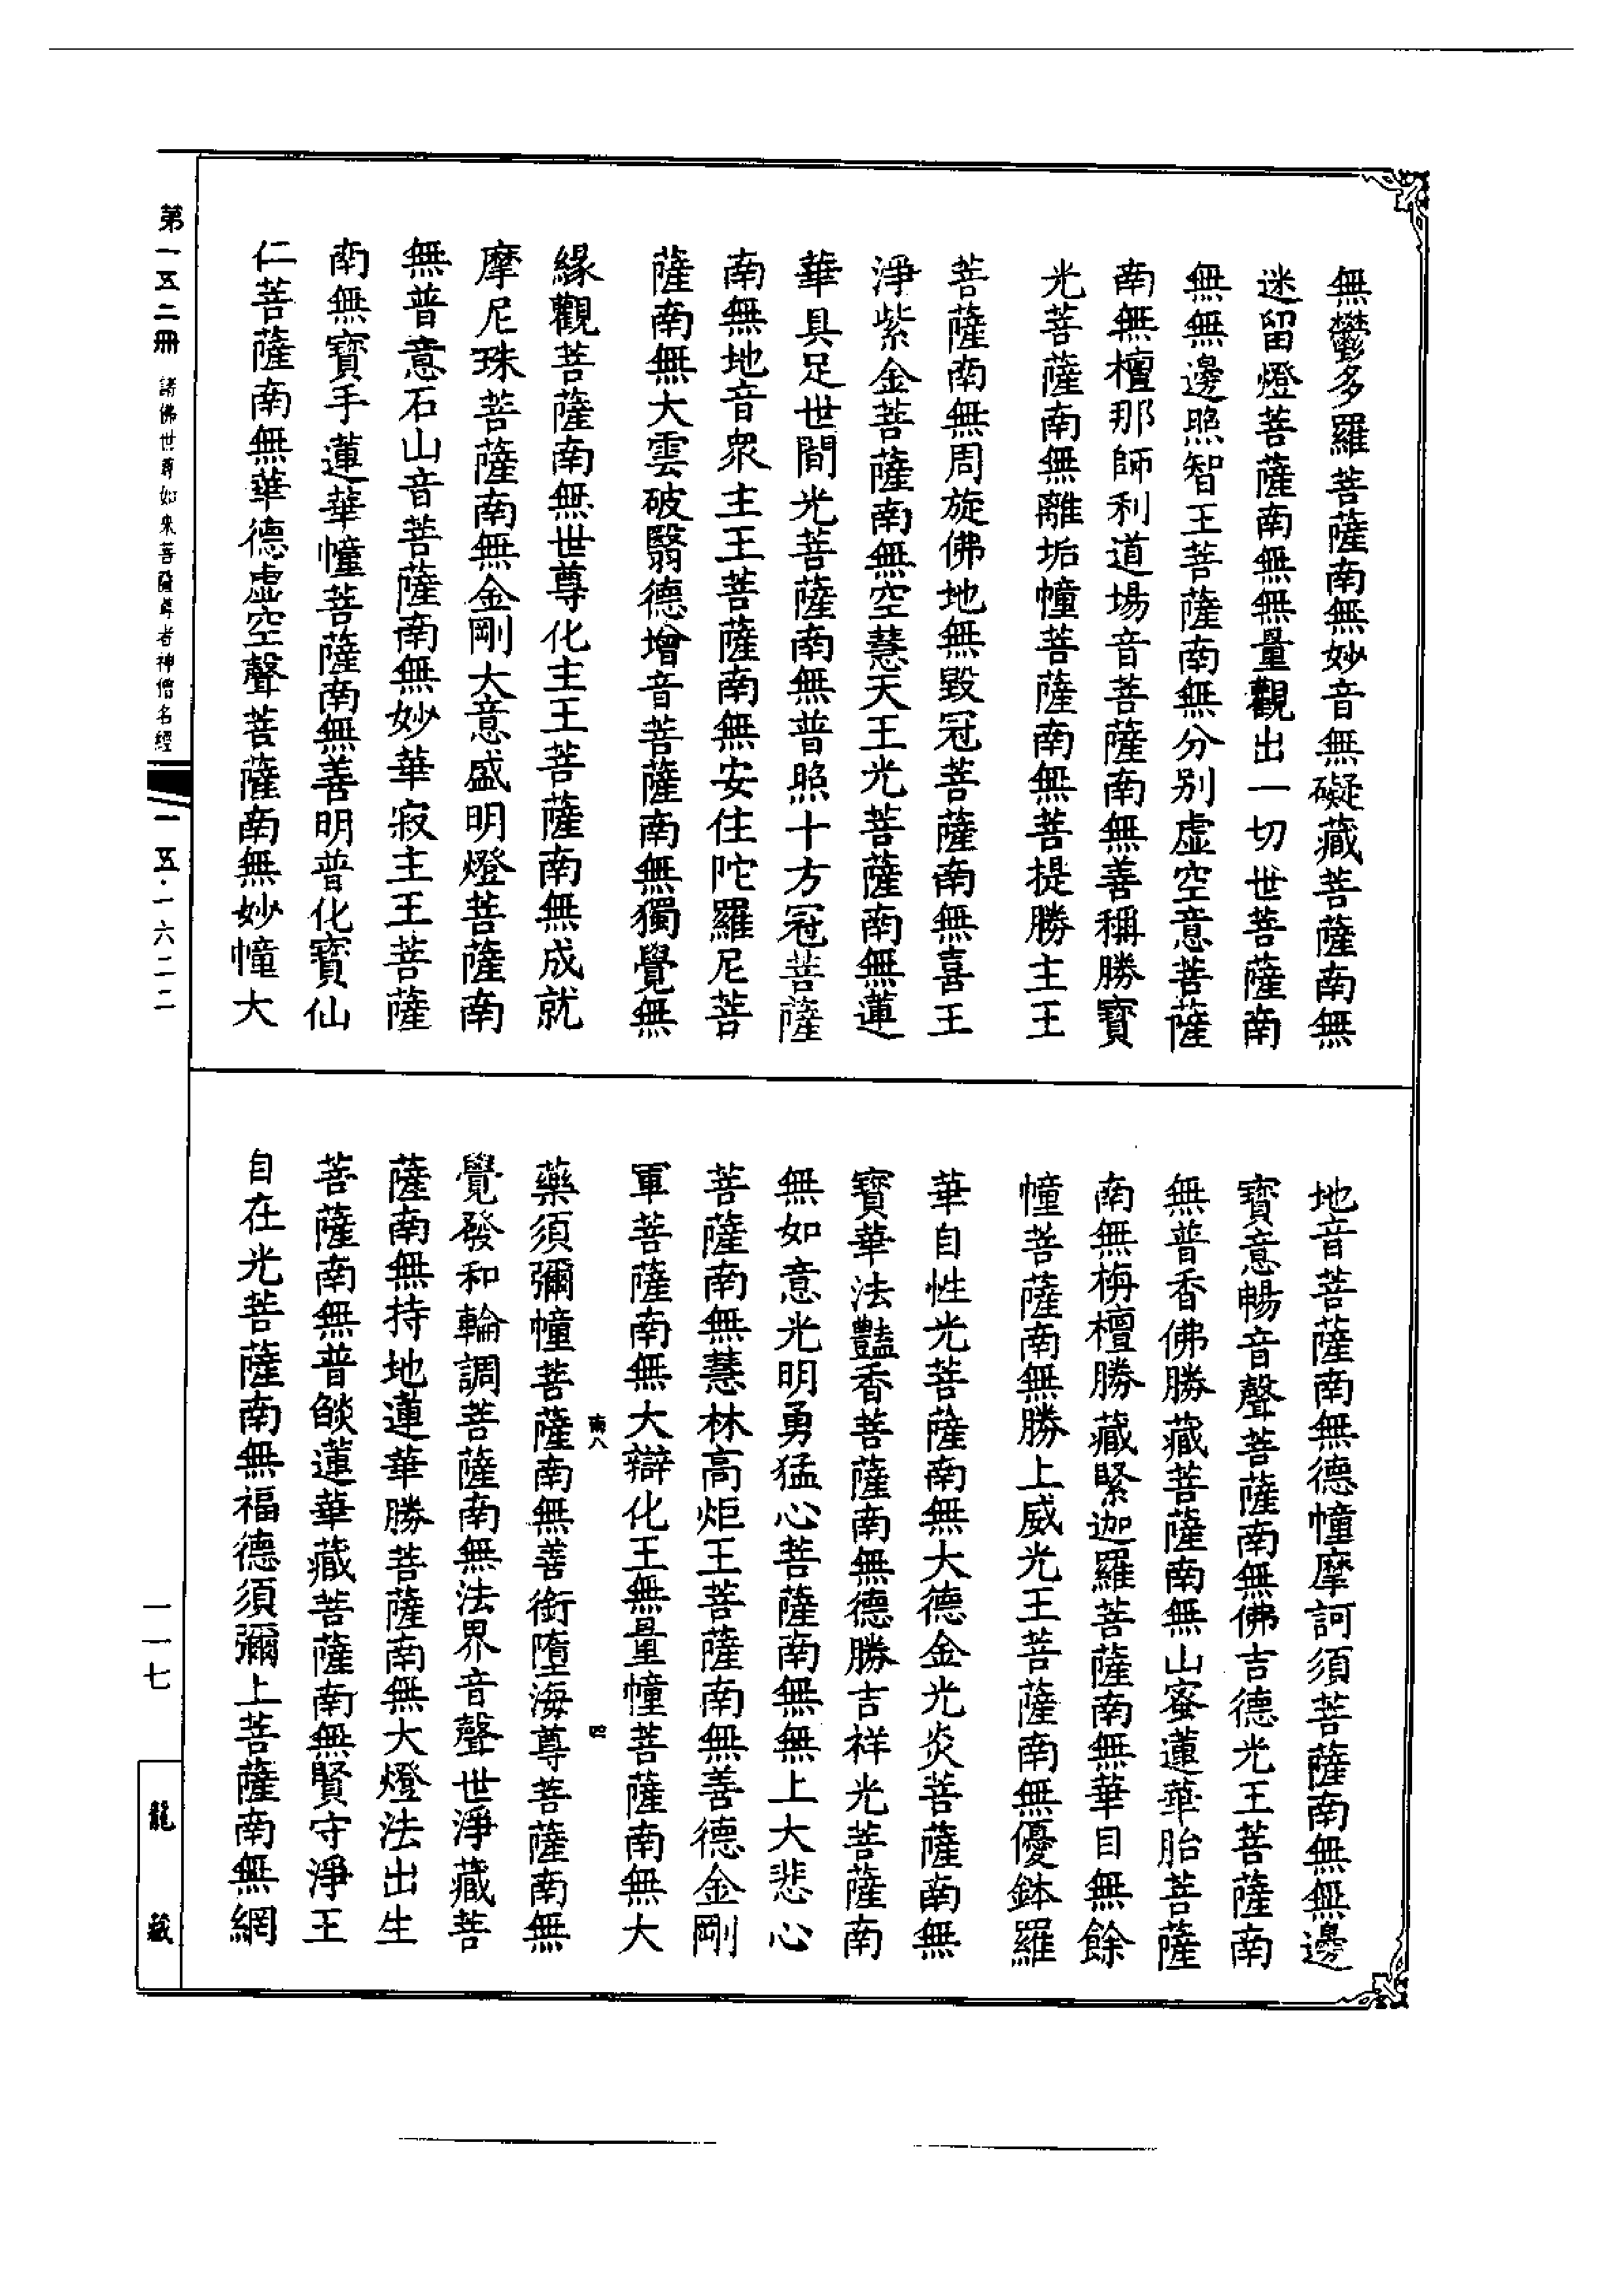 無鬱多羅菩薩南無妙音無礙藏菩薩南無
迷留燈菩薩南無無量觀出一切世菩薩南
無無邊照智王菩薩南無分别虛空意菩薩
南無檀那師利道場音菩薩南無善稱勝寶
光菩薩南無離垢幢菩薩南無菩提勝主王
菩薩南無周旋佛地無毀冠菩薩南無喜王
淨紫金菩薩南無空慧天王光菩薩南無蓮
華具足世間光菩薩南無普照十方冠菩薩
南無地音衆主王菩薩南無安住陀羅尼菩
薩南無大雲破翳德增音菩薩南無獨覺無
緣觀菩薩南無世尊化主王菩薩南無成就
摩尼珠菩薩南無金剛大意盛明燈菩薩南
無普意石山音菩薩南無妙華寂主王菩薩
南無寶手蓮華幢菩薩南無善明普化寶仙
仁菩薩南無華德虛空聲菩薩南無妙幢大
地音菩薩南無德幢摩訶須菩薩南無無邊
寶意暢音聲菩薩南無佛吉德光王菩薩南
無普香佛勝藏菩薩南無山蜜蓮華胎菩薩
南無栴檀勝藏緊迦羅菩薩南無華目無餘
幢菩薩南無勝上威光王菩薩南無優鉢羅
華自性光菩薩南無大德金光炎菩薩南無
寶華法豔香菩薩南無德勝吉祥光菩薩南
無如意光明勇猛心菩薩南無無上大悲心
菩薩南無慧林高炬王菩薩南無善德金剛
軍菩薩南無大辯化王無量幢菩薩南無大
南八 四
藥須彌幢菩薩南無善銜墮海尊菩薩南無
覺發和輪調菩薩南無法界音聲世淨藏菩
薩南無持地蓮華勝菩薩南無大燈法出生
菩薩南無普燄蓮華藏菩薩南無賢守淨王
自在光菩薩南無福德須彌上菩薩南無網
第一五二冊 諸佛世尊如來菩薩尊者神僧名經
一五·一六二二
一一七
龍藏